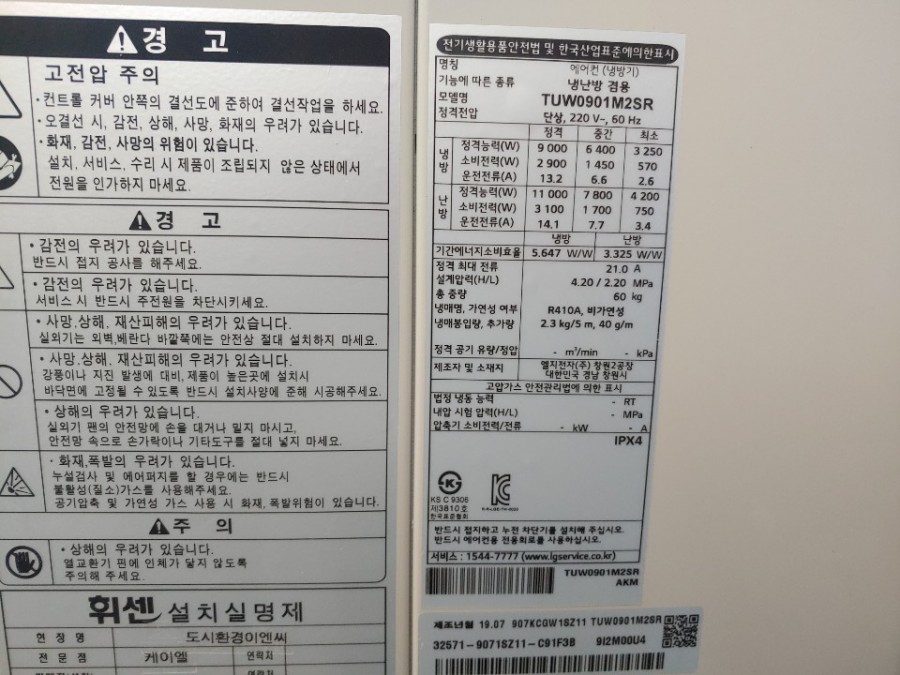 경 고
고전압 주의
·컨트롤 커버 안쪽의 결선도에 준하여 결선작업을 하세요.
·오결선 시, 감전, 상해, 사망, 화재의 우려가 있습니다.
·화재, 감전, 사망의 위험이 있습니다.
설치, 서비스, 수리 시 제품이 조립되지 않은 상태에서
전원을 인가하지 마세요.
경 고
·감전의 우려가 있습니다.
반드시 접지 공사를 해주세요.
·감전의 우려가 있습니다.
서비스 시 반드시 주전원을 차단시키세요.
·사망.상해, 재산피해의 우려가 있습니다.
실외기는 외벽,베란다 바깥쪽에는 안전상 절대 설치하지 마세요.
·사망.상해, 재산피해의 우려가 있습니다.
강풍이나 지진 발생에 대비, 제품이 높은곳에 설치시
바닥면에 고정될 수 있도록 반드시 설치사양에 준해 시공해주세요.
·상해의 우려가 있습니다.
실외기 팬의 안전망에 손을 대거나 밀지 마시고,
안전망 속으로 손가락이나 기타도구를 절대 넣지 마세요.
·화재,폭발의 우려가 있습니다.
누설검사 및 에어퍼지를 할 경우에는 반드시
불활성(질소)가스를 사용해주세요.
공기압축 및 가연성 가스 사용 시 화재, 폭발위험이 있습니다.
주 의
·상해의 우려가 있습니다.
열교환기 핀에 인체가 닿지 않도록
주의해 주세요.
휘센 설치실명제
현 장 명 도시환경이엔씨
전 문 점 케이엘 연락처
연락처
전기생활용품안전법 및 한국산업표준에의한표시
명칭 에어컨 (냉방기)
기능에 따른 종류 냉난방 겸용
모델명 TUW0901M2SR
정격전압 단상, 220 V~, 60 Hz
정격 중간 최소
냉방 정격능력(W) 9 000 6 400 3 250
소비전력(W) 2 900 1 450 570
운전전류(A) 13.2 6.6 2.6
난방 정격능력(W) 11 000 7 800 4 200
소비전력(W) 3 100 1 700 750
운전전류(A) 14.1 7.7 3.4
냉방 난방
기간에너지소비효율 5.647 W/W 3.325 W/W
정격 최대 전류 21.0 A
설계압력(H/L) 4.20 / 2.20 MPa
총 중량 60 kg
냉매명, 가연성 여부 R410A, 비가연성
냉매봉입량, 추가량 2.3 kg/5 m, 40 g/m
정격 공기 유량/정압 - m³/min - kPa
제조자 및 소재지 엘지전자(주) 창원2공장
대한민국 경남 창원시
고압가스 안전관리법에 의한 표시
법정 냉동 능력 - RT
내압 시험 압력(H/L) - MPa
압축기 소비전력/전류 - kW - A
IPX4
KS C 9306
제3810호
한국표준협회
반드시 접지하고 누전 차단기를 설치해 주십시오.
반드시 에어컨용 전용회로를 사용하십시오.
서비스 : 1544-7777 (www.lgservice.co.kr)
TUW0901M2SR
AKM
제조년월 19.07 907KCGW1SZ11 TUW0901M2SR
32571-9071SZ11-C91F3B 9I2M00U4